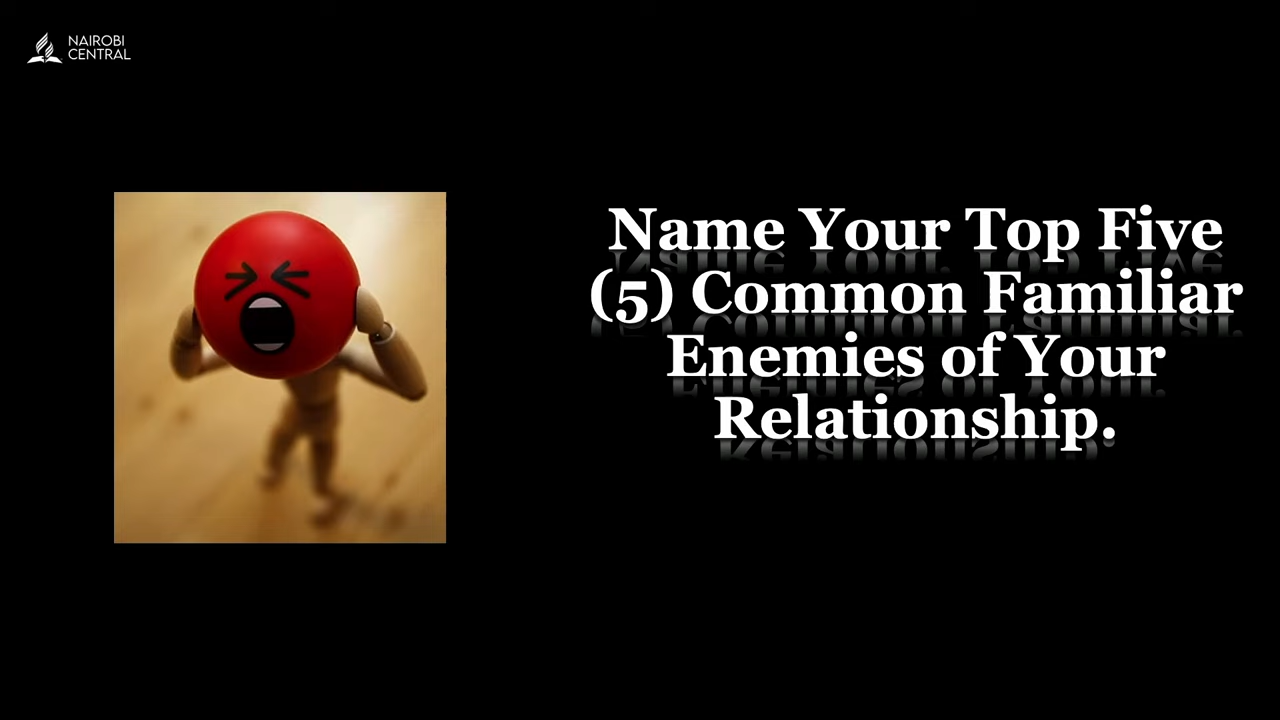 NAIROBI
CENTRAL
Name Your Top Five
(5) Common Familiar
Enemies of Your
Relationship.